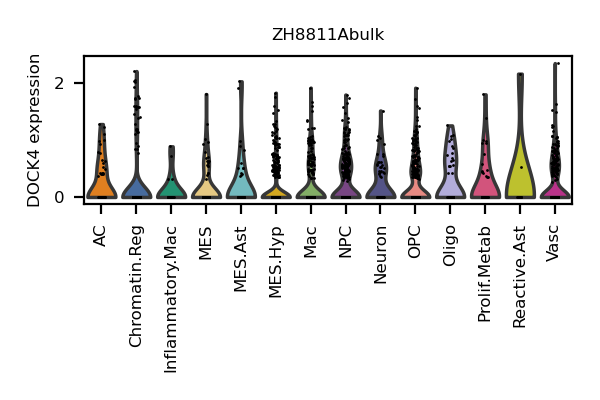 ZH8811Abulk
DOCK4 expression
2
0
AC
Chromatin.Reg
Inflammatory.Mac
MES
MES.Ast
MES.Hyp
Mac
NPC
Neuron
OPC
Oligo
Prolif.Metab
Reactive.Ast
Vasc